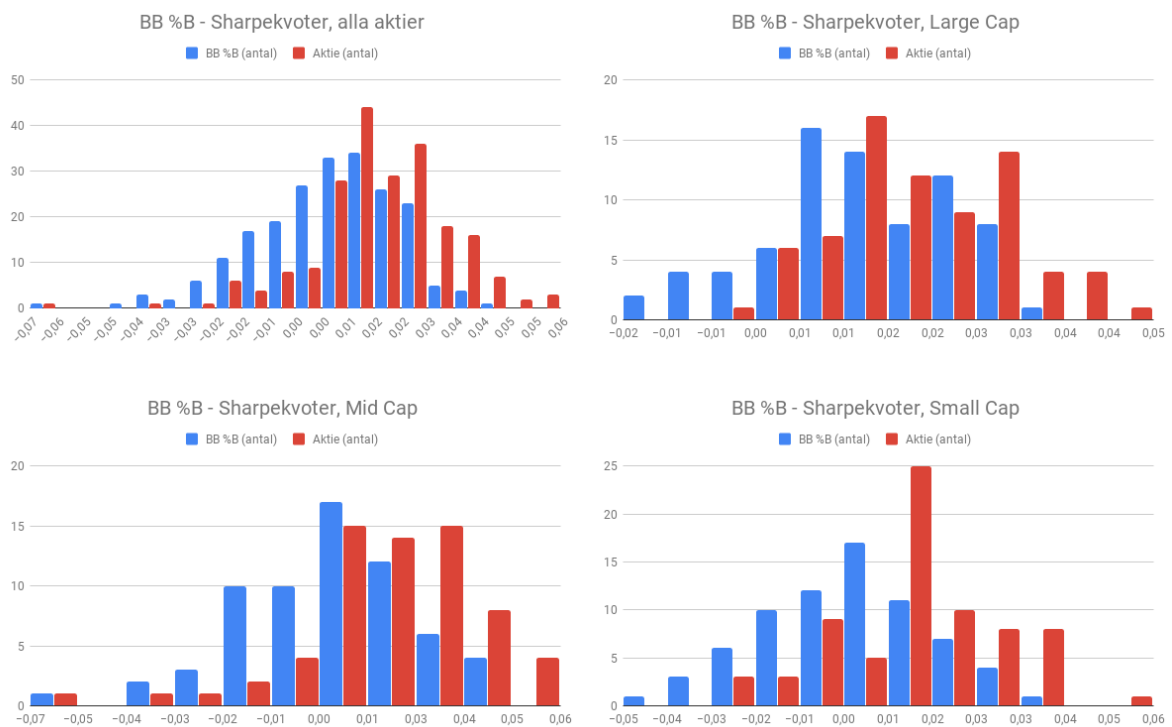 BB %B - Sharpekvoter, alla aktier
BB %B (antal) Aktie (antal)
50
40
30
20
10
0
−0,07 −0,06 −0,05 −0,05 −0,04 −0,03 −0,03 −0,02 −0,02 −0,01 0,00 0,00 0,01 0,02 0,02 0,03 0,04 0,04 0,05 0,05 0,06
BB %B - Sharpekvoter, Large Cap
BB %B (antal) Aktie (antal)
20
15
10
5
0
−0,02 −0,01 −0,01 0,00 0,01 0,01 0,02 0,02 0,03 0,03 0,04 0,04 0,05
BB %B - Sharpekvoter, Mid Cap
BB %B (antal) Aktie (antal)
20
15
10
5
0
−0,07 −0,05 −0,04 −0,03 −0,02 −0,01 0,00 0,01 0,02 0,04 0,05 0,06
BB %B - Sharpekvoter, Small Cap
BB %B (antal) Aktie (antal)
25
20
15
10
5
0
−0,05 −0,04 −0,03 −0,02 −0,01 0,00 0,02 0,02 0,03 0,04 0,05 0,06